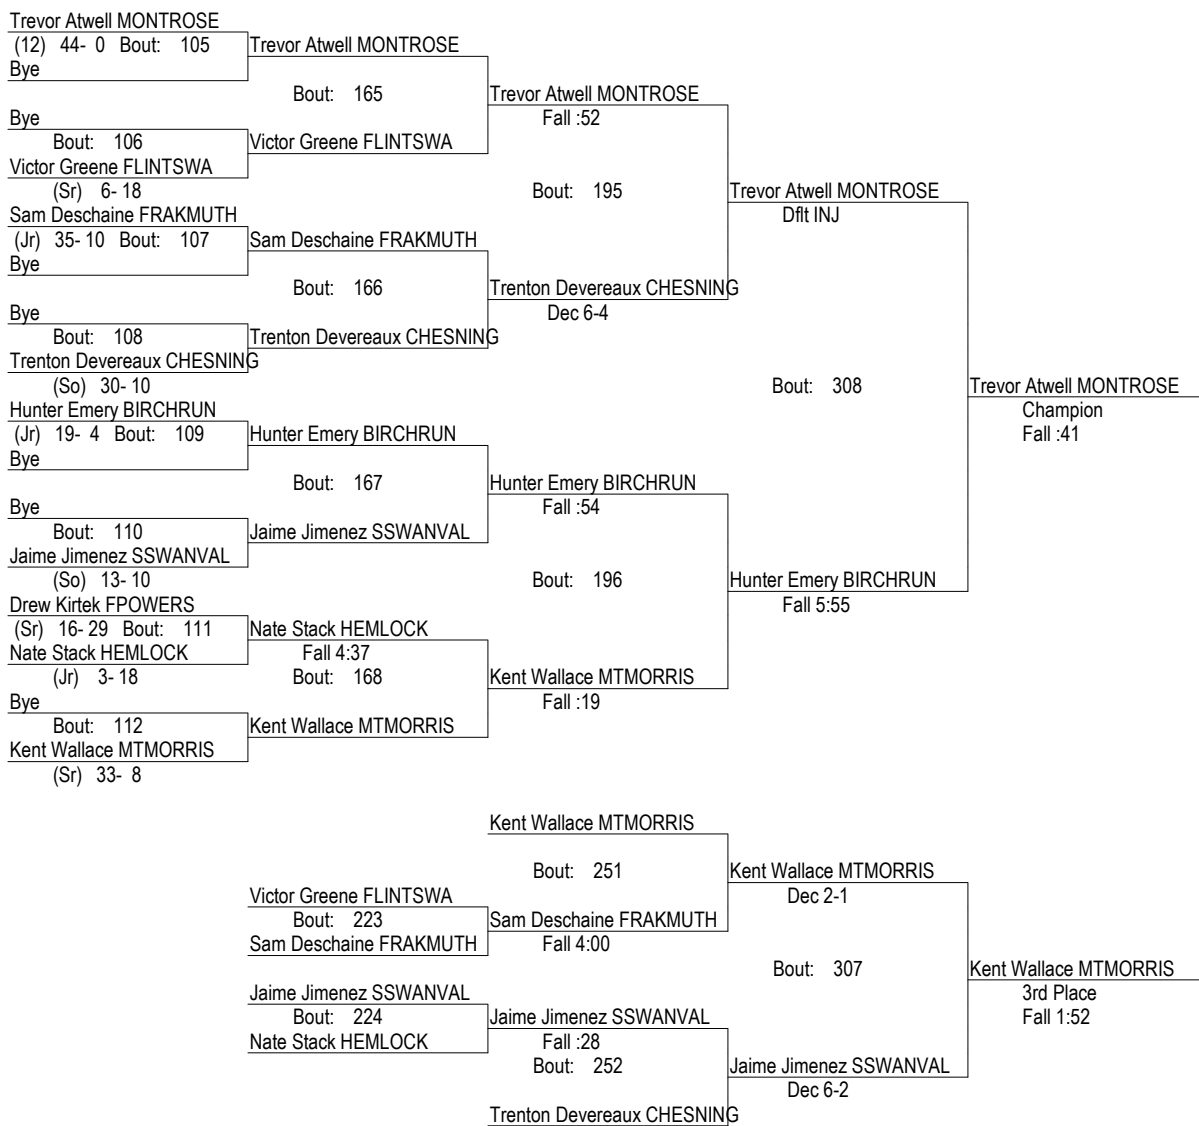 Trevor Atwell MONTROSE
(12) 44- 0 Bout: 105
Trevor Atwell MONTROSE
Bye
Bout: 165
Trevor Atwell MONTROSE
Bye
Fall :52
Bout: 106
Victor Greene FLINTSWA
Victor Greene FLINTSWA
(Sr) 6- 18
Bout: 195
Trevor Atwell MONTROSE
Sam Deschaine FRAKMUTH
Dflt INJ
(Jr) 35- 10 Bout: 107
Sam Deschaine FRAKMUTH
Bye
Bout: 166
Trenton Devereaux CHESNING
Bye
Dec 6-4
Bout: 108
Trenton Devereaux CHESNING
Trenton Devereaux CHESNING
(So) 30- 10
Bout: 308
Trevor Atwell MONTROSE
Hunter Emery BIRCHRUN
Champion
(Jr) 19- 4 Bout: 109
Hunter Emery BIRCHRUN
Fall :41
Bye
Bout: 167
Hunter Emery BIRCHRUN
Bye
Fall :54
Bout: 110
Jaime Jimenez SSWANVAL
Jaime Jimenez SSWANVAL
(So) 13- 10
Bout: 196
Hunter Emery BIRCHRUN
Drew Kirtek FPOWERS
Fall 5:55
(Sr) 16- 29 Bout: 111
Nate Stack HEMLOCK
Nate Stack HEMLOCK
Fall 4:37
(Jr) 3- 18
Bout: 168
Kent Wallace MTMORRIS
Bye
Fall :19
Bout: 112
Kent Wallace MTMORRIS
Kent Wallace MTMORRIS
(Sr) 33- 8
Kent Wallace MTMORRIS
Bout: 251
Kent Wallace MTMORRIS
Victor Greene FLINTSWA
Dec 2-1
Bout: 223
Sam Deschaine FRAKMUTH
Sam Deschaine FRAKMUTH
Fall 4:00
Bout: 307
Kent Wallace MTMORRIS
Jaime Jimenez SSWANVAL
3rd Place
Bout: 224
Jaime Jimenez SSWANVAL
Fall 1:52
Nate Stack HEMLOCK
Fall :28
Bout: 252
Jaime Jimenez SSWANVAL
Dec 6-2
Trenton Devereaux CHESNING